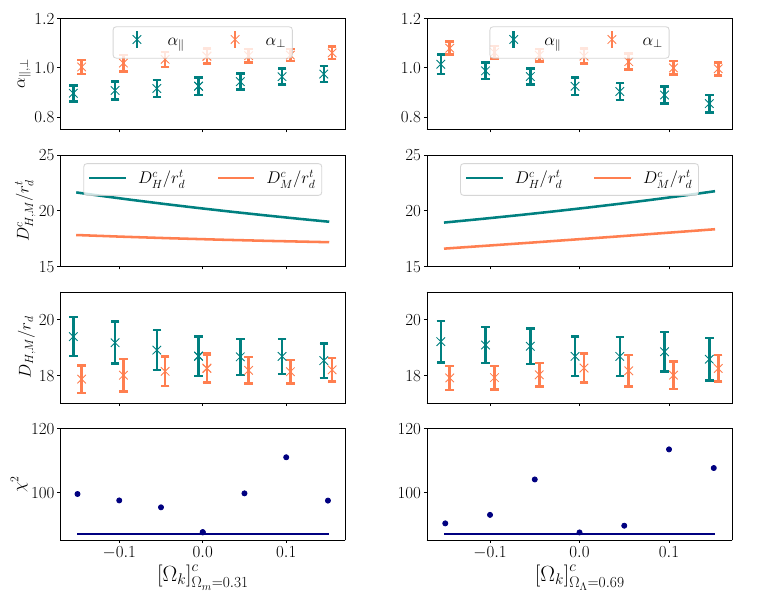 1.2
1.0
0.8
α∥,⊥
α∥ α⊥
α∥ α⊥
1.2
1.0
0.8
25
20
15
D^c_{H,M}/r^t_d
D^c_H/r^t_d D^c_M/r^t_d
D^c_H/r^t_d D^c_M/r^t_d
25
20
15
20
18
D_{H,M}/r_d
20
18
120
100
χ²
120
100
−0.1 0.0 0.1
−0.1 0.0 0.1
[Ω_k]^c_{Ω_m=0.31}
[Ω_k]^c_{Ω_Λ=0.69}